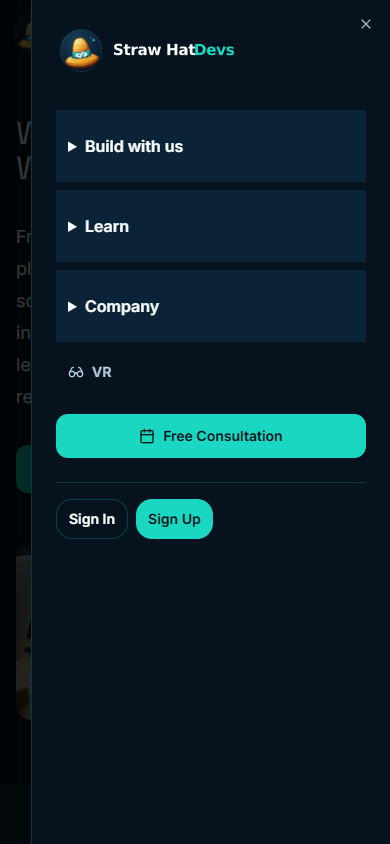 Straw HatDevs
Build with us
Learn
Company
VR
Free Consultation
Sign In
Sign Up